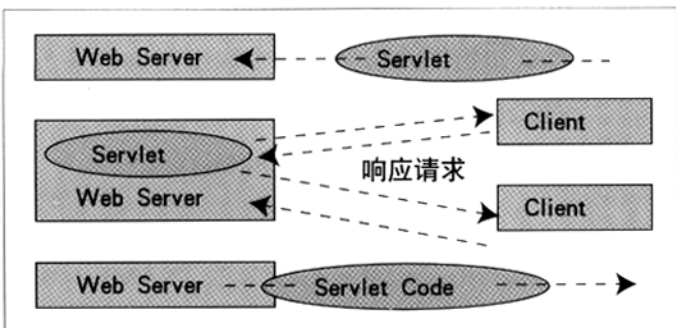 Web Server
Servlet
Client
Servlet
响应请求
Web Server
Client
Web Server
Servlet Code